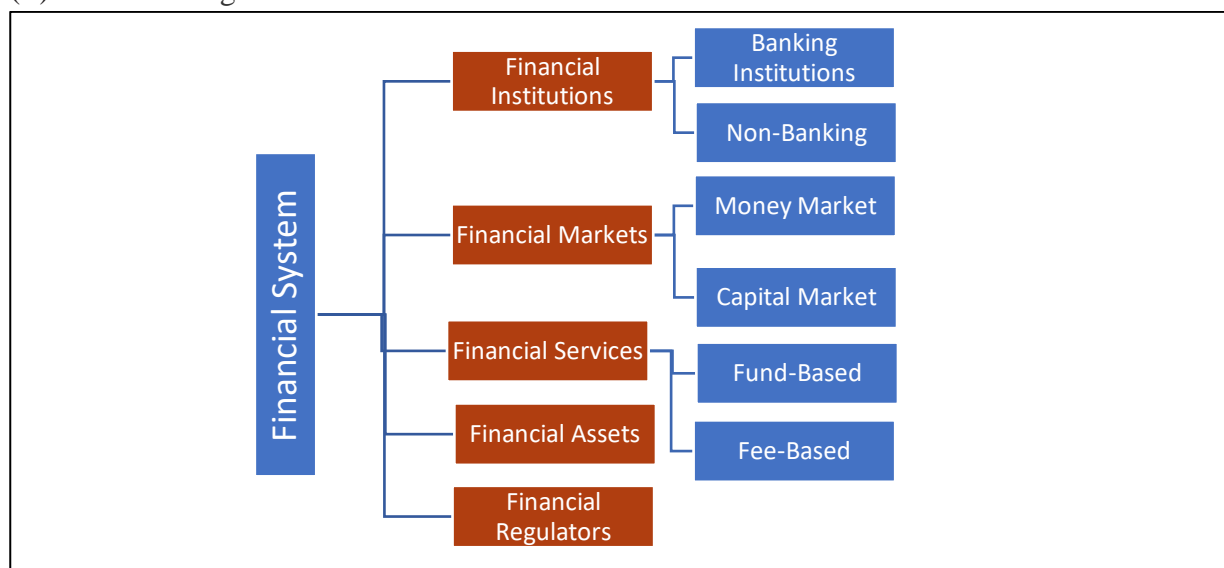 Financial System
Financial
Institutions
Banking
Institutions
Non-Banking
Financial Markets
Money Market
Capital Market
Financial Services
Fund-Based
Fee-Based
Financial Assets
Financial
Regulators